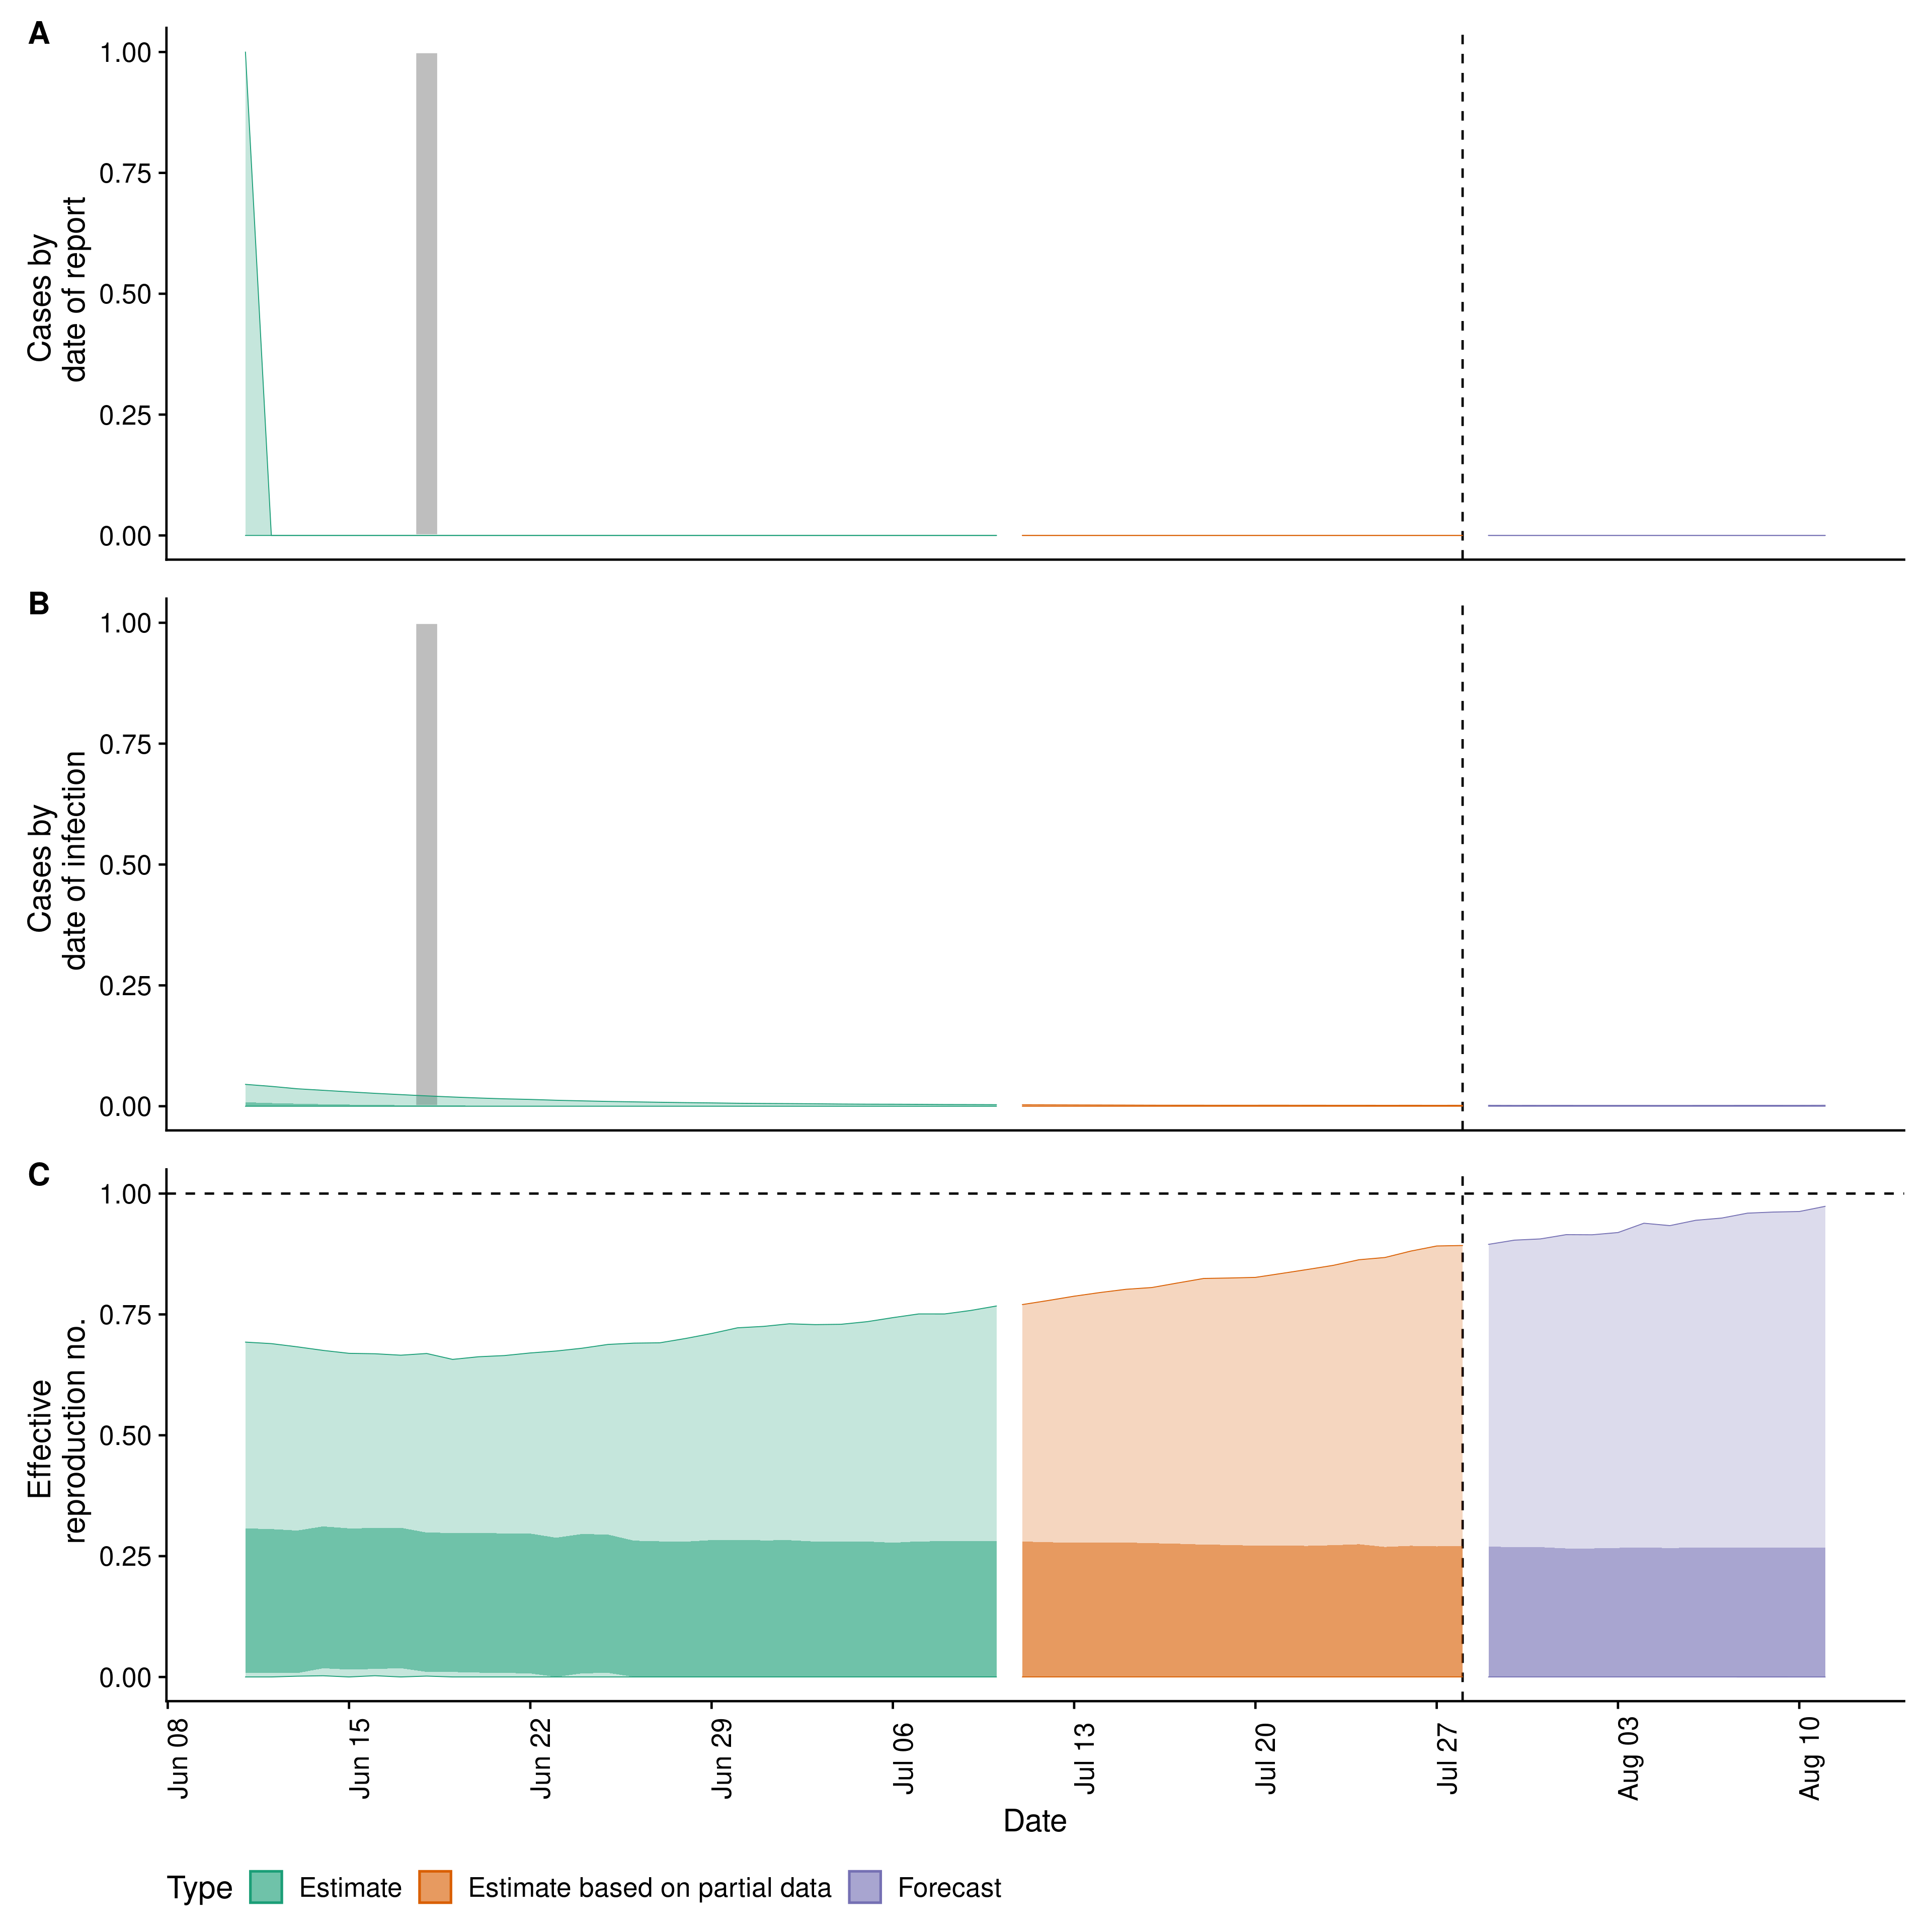 A
1.00
0.75
0.50
0.25
0.00
Cases by
date of report
B
1.00
0.75
0.50
0.25
0.00
Cases by
date of infection
C
1.00
0.75
0.50
0.25
0.00
Effective
reproduction no.
Jun 08
Jun 15
Jun 22
Jun 29
Jul 06
Jul 13
Jul 20
Jul 27
Aug 03
Aug 10
Date
Type Estimate Estimate based on partial data Forecast